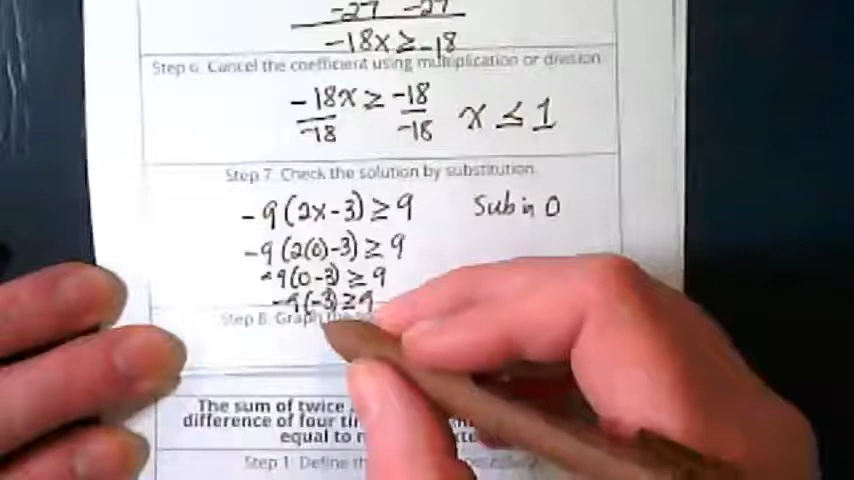 -27 -27
-18x ≥ -18
Step 6: Cancel the coefficient using multiplication or division.
-18x ≥ -18 x ≤ 1
-18 -18
Step 7: Check the solution by substitution.
-9(2x-3) ≥ 9 Sub in 0
-9(2(0)-3) ≥ 9
-9(0-3) ≥ 9
-9(-3) ≥ 9
Step 8: Graph the
The sum of twice
difference of four
equal to
Step 1: Define